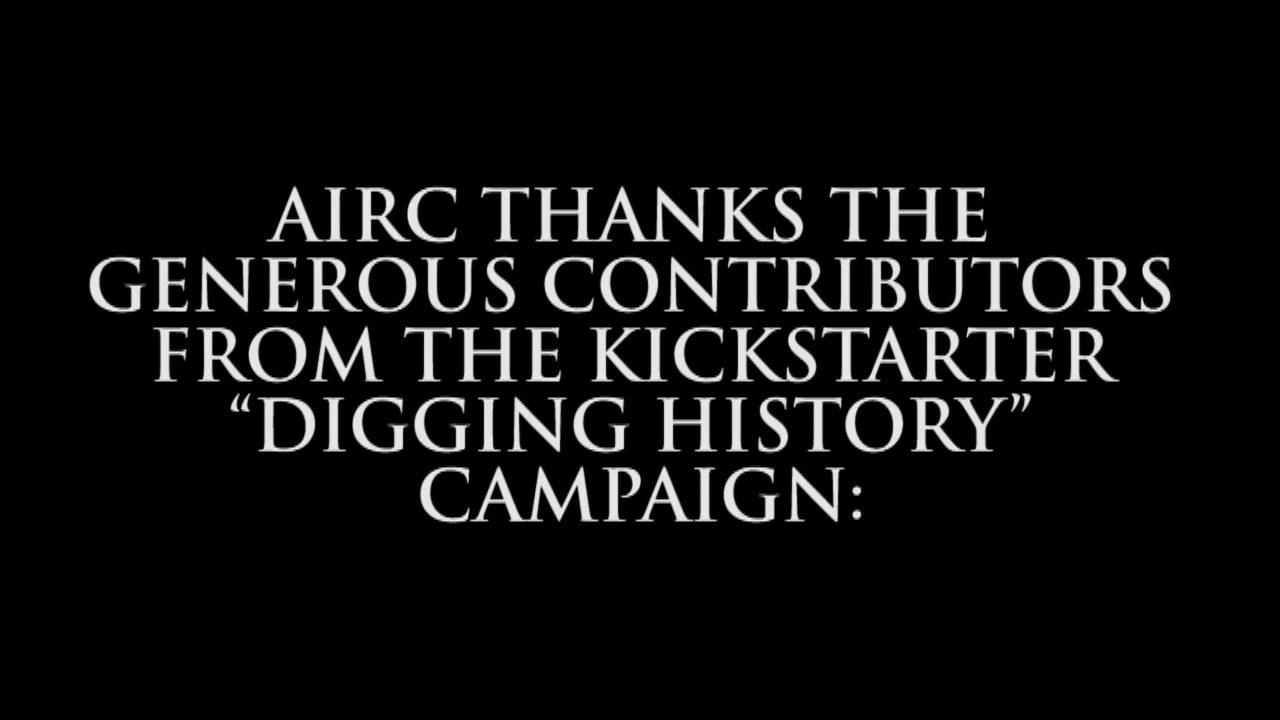 AIRC THANKS THE
GENEROUS CONTRIBUTORS
FROM THE KICKSTARTER
“DIGGING HISTORY”
CAMPAIGN: